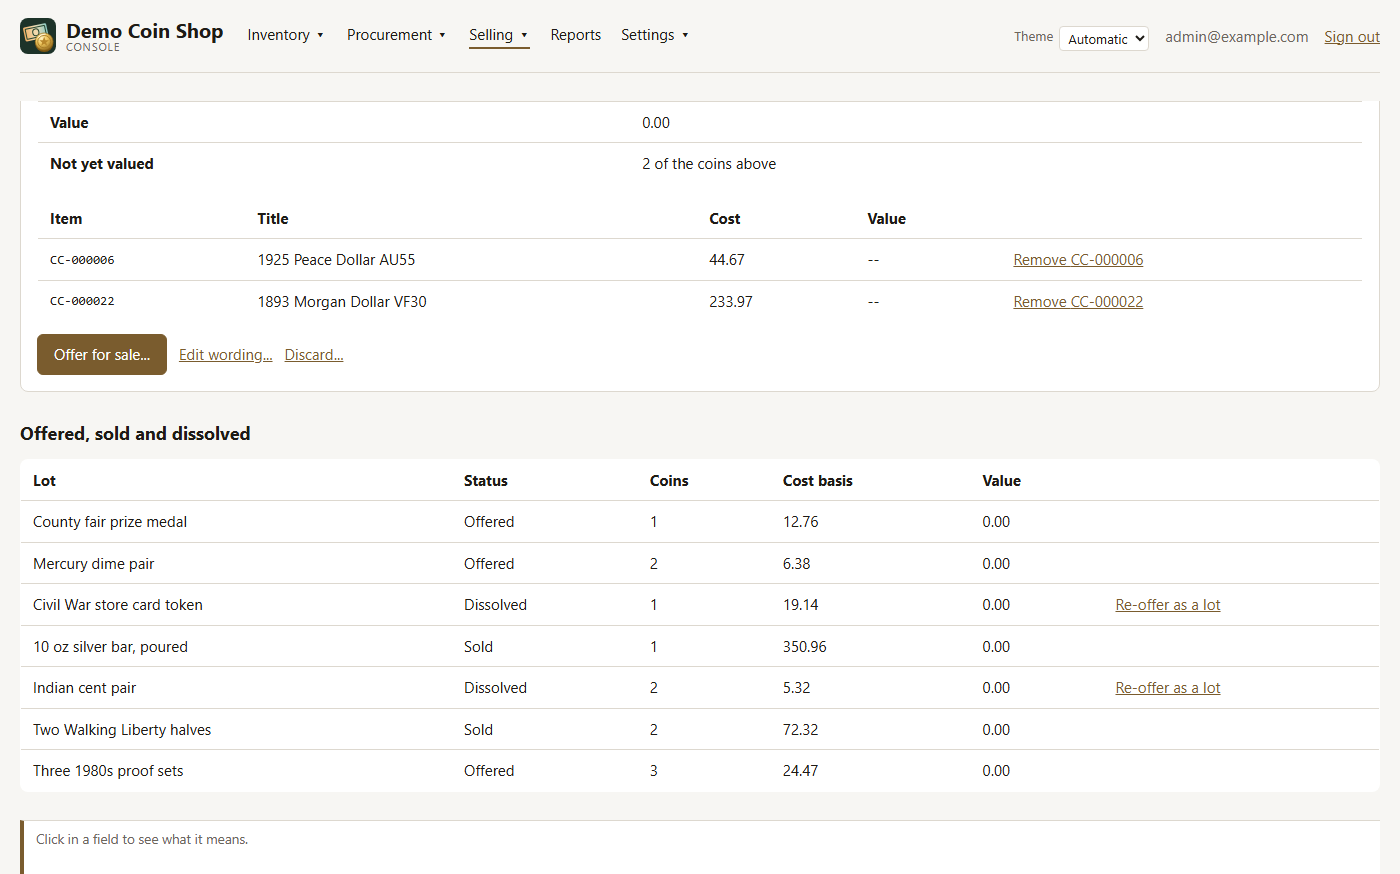 Demo Coin Shop
CONSOLE
Inventory ▾ Procurement ▾ Selling ▾ Reports Settings ▾
Theme Automatic admin@example.com Sign out
Value 0.00
Not yet valued 2 of the coins above
Item Title Cost Value
CC-000006 1925 Peace Dollar AU55 44.67 -- Remove CC-000006
CC-000022 1893 Morgan Dollar VF30 233.97 -- Remove CC-000022
Offer for sale... Edit wording... Discard...
Offered, sold and dissolved
Lot Status Coins Cost basis Value
County fair prize medal Offered 1 12.76 0.00
Mercury dime pair Offered 2 6.38 0.00
Civil War store card token Dissolved 1 19.14 0.00 Re-offer as a lot
10 oz silver bar, poured Sold 1 350.96 0.00
Indian cent pair Dissolved 2 5.32 0.00 Re-offer as a lot
Two Walking Liberty halves Sold 2 72.32 0.00
Three 1980s proof sets Offered 3 24.47 0.00
Click in a field to see what it means.